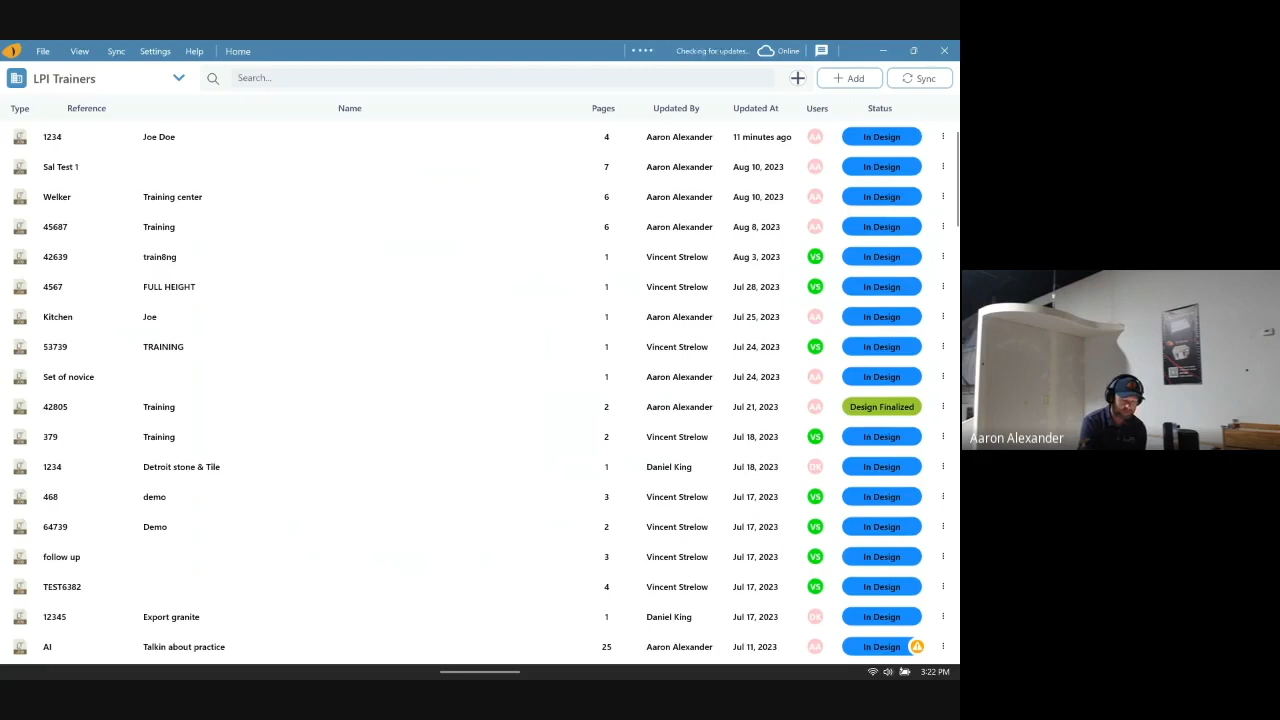 File View Sync Settings Help Home Checking for updates.. Online
LPI Trainers Search... Add Sync
Type Reference Name Pages Updated By Updated At Users Status
1234 Joe Doe 4 Aaron Alexander 11 minutes ago AA In Design
Sal Test 1 7 Aaron Alexander Aug 10, 2023 AA In Design
Welker Training center 6 Aaron Alexander Aug 10, 2023 AA In Design
45687 Training 6 Aaron Alexander Aug 8, 2023 AA In Design
42639 train8ng 1 Vincent Strelow Aug 3, 2023 VS In Design
4567 FULL HEIGHT 1 Vincent Strelow Jul 28, 2023 VS In Design
Kitchen Joe 1 Aaron Alexander Jul 25, 2023 AA In Design
53739 TRAINING 1 Vincent Strelow Jul 24, 2023 VS In Design
Set of novice 1 Aaron Alexander Jul 24, 2023 AA In Design
42805 Training 2 Aaron Alexander Jul 21, 2023 AA Design Finalized
379 Training 2 Vincent Strelow Jul 18, 2023 VS In Design
1234 Detroit stone & Tile 1 Daniel King Jul 18, 2023 DK In Design
468 demo 3 Vincent Strelow Jul 17, 2023 VS In Design
64739 Demo 2 Vincent Strelow Jul 17, 2023 VS In Design
follow up 3 Vincent Strelow Jul 17, 2023 VS In Design
TEST6382 4 Vincent Strelow Jul 17, 2023 VS In Design
12345 Export granite 1 Daniel King Jul 17, 2023 DK In Design
AI Talkin about practice 25 Aaron Alexander Jul 11, 2023 AA In Design
3:22 PM
Aaron Alexander